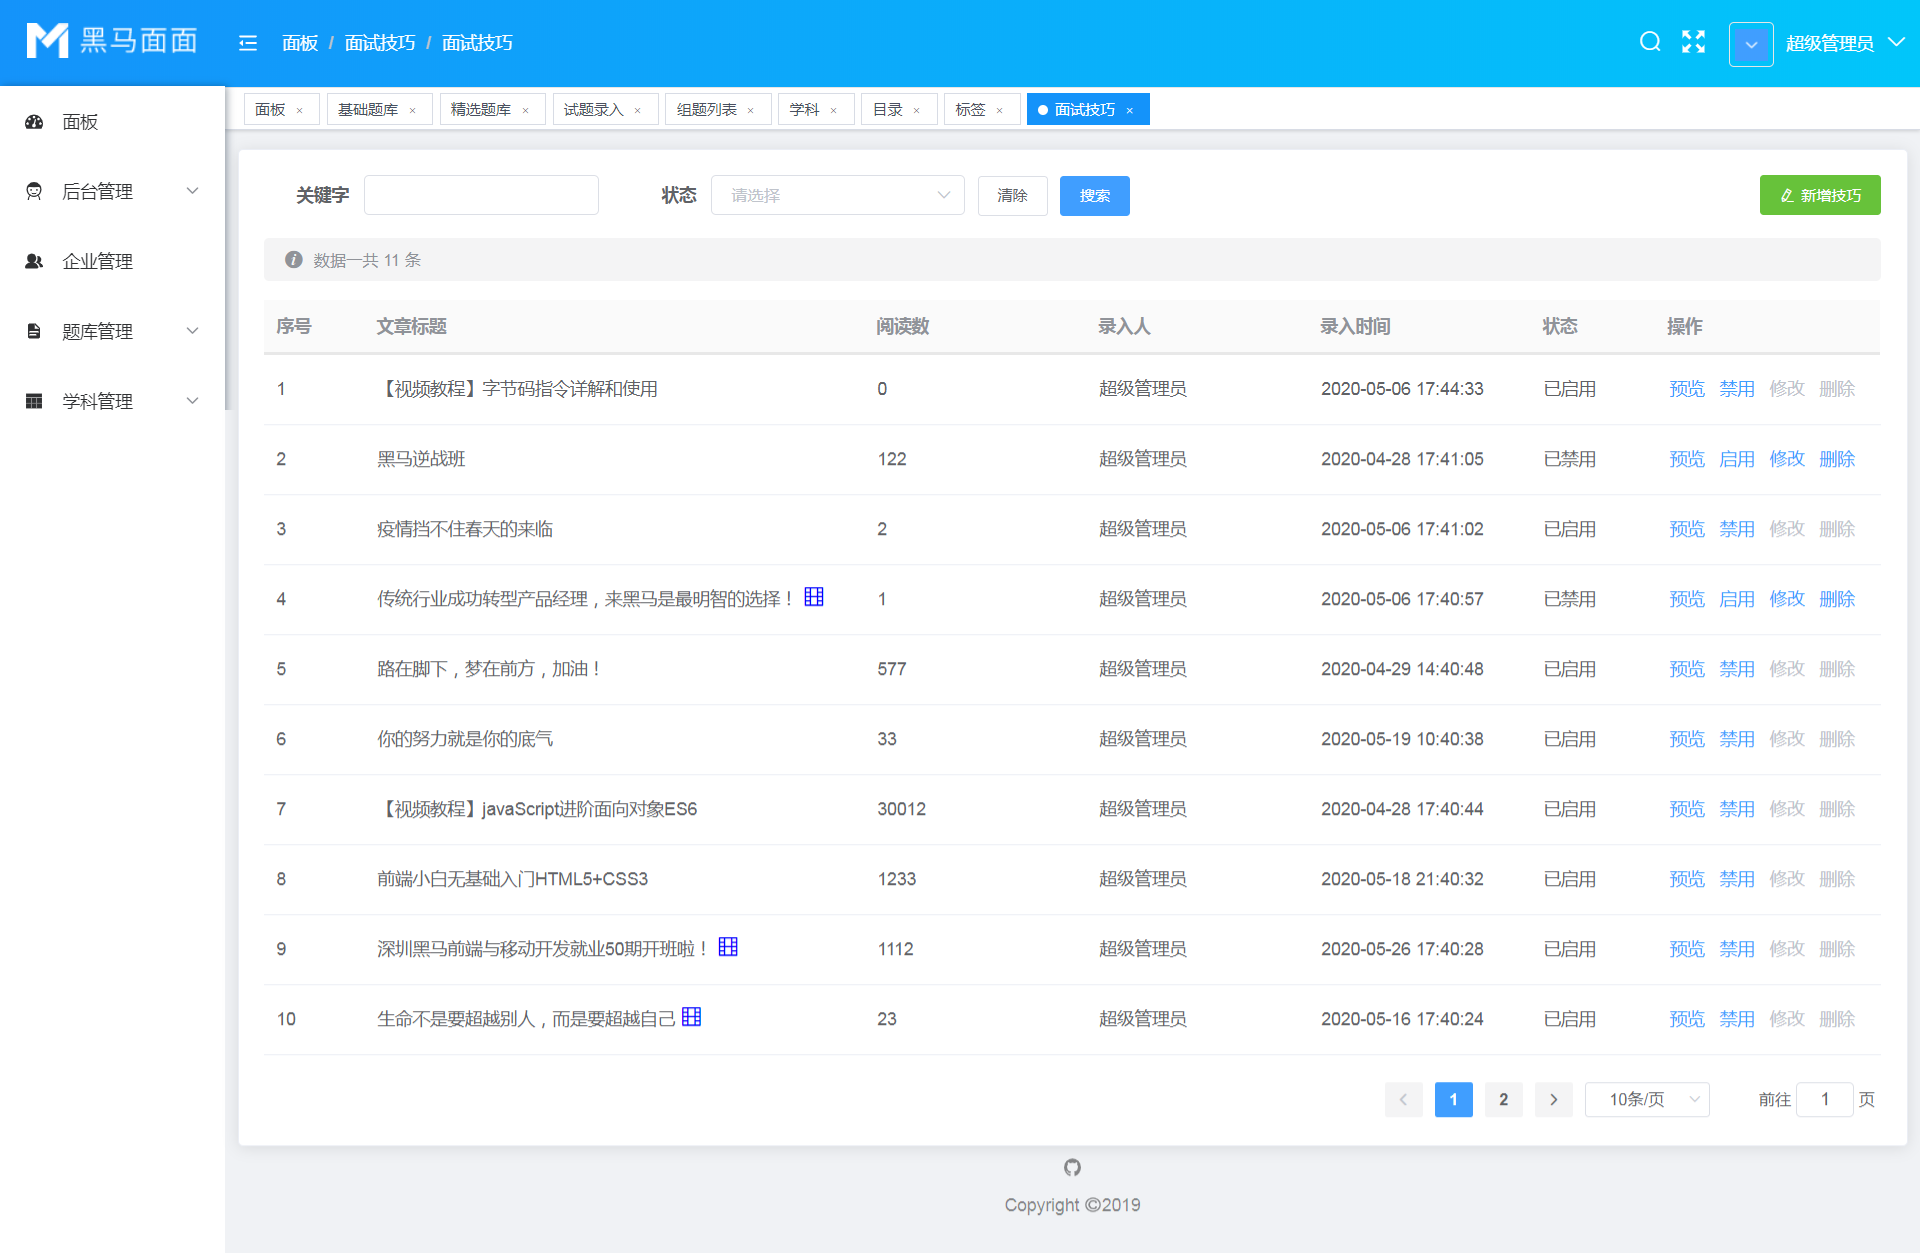 黑马面面
面板 / 面试技巧 / 面试技巧
超级管理员
面板
后台管理
企业管理
题库管理
学科管理
面板 × 基础题库 × 精选题库 × 试题录入 × 组题列表 × 学科 × 目录 × 标签 × 面试技巧 ×
关键字 状态 请选择 清除 搜索 新增技巧
数据一共 11 条
序号 文章标题 阅读数 录入人 录入时间 状态 操作
1 【视频教程】字节码指令详解和使用 0 超级管理员 2020-05-06 17:44:33 已启用 预览 禁用 修改 删除
2 黑马逆战班 122 超级管理员 2020-04-28 17:41:05 已禁用 预览 启用 修改 删除
3 疫情挡不住春天的来临 2 超级管理员 2020-05-06 17:41:02 已启用 预览 禁用 修改 删除
4 传统行业成功转型产品经理，来黑马是最明智的选择！ 1 超级管理员 2020-05-06 17:40:57 已禁用 预览 启用 修改 删除
5 路在脚下，梦在前方，加油！ 577 超级管理员 2020-04-29 14:40:48 已启用 预览 禁用 修改 删除
6 你的努力就是你的底气 33 超级管理员 2020-05-19 10:40:38 已启用 预览 禁用 修改 删除
7 【视频教程】javaScript进阶面向对象ES6 30012 超级管理员 2020-04-28 17:40:44 已启用 预览 禁用 修改 删除
8 前端小白无基础入门HTML5+CSS3 1233 超级管理员 2020-05-18 21:40:32 已启用 预览 禁用 修改 删除
9 深圳黑马前端与移动开发就业50期开班啦！ 1112 超级管理员 2020-05-26 17:40:28 已启用 预览 禁用 修改 删除
10 生命不是要超越别人，而是要超越自己 23 超级管理员 2020-05-16 17:40:24 已启用 预览 禁用 修改 删除
1 2 10条/页 前往 1 页
Copyright ©2019